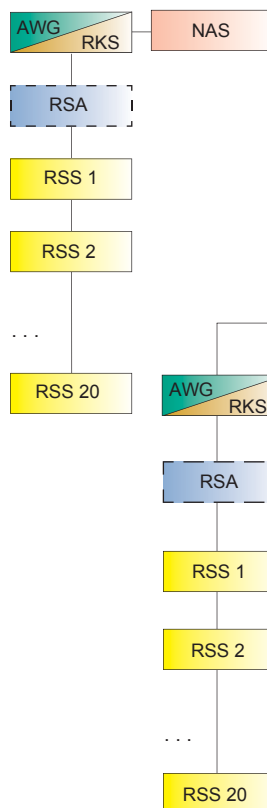 AWG
RKS
NAS
RSA
RSS 1
RSS 2
. . .
RSS 20
AWG
RKS
RSA
RSS 1
RSS 2
. . .
RSS 20